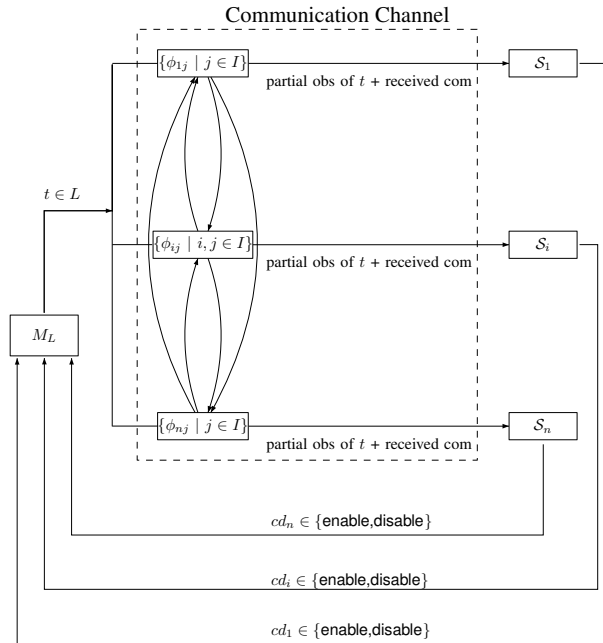 Communication Channel
{ϕ₁ⱼ | j ∈ I}
partial obs of t + received com
𝒮₁
t ∈ L
{ϕᵢⱼ | i, j ∈ I}
partial obs of t + received com
𝒮ᵢ
M_L
{ϕₙⱼ | j ∈ I}
partial obs of t + received com
𝒮ₙ
cdₙ ∈ {enable,disable}
cdᵢ ∈ {enable,disable}
cd₁ ∈ {enable,disable}